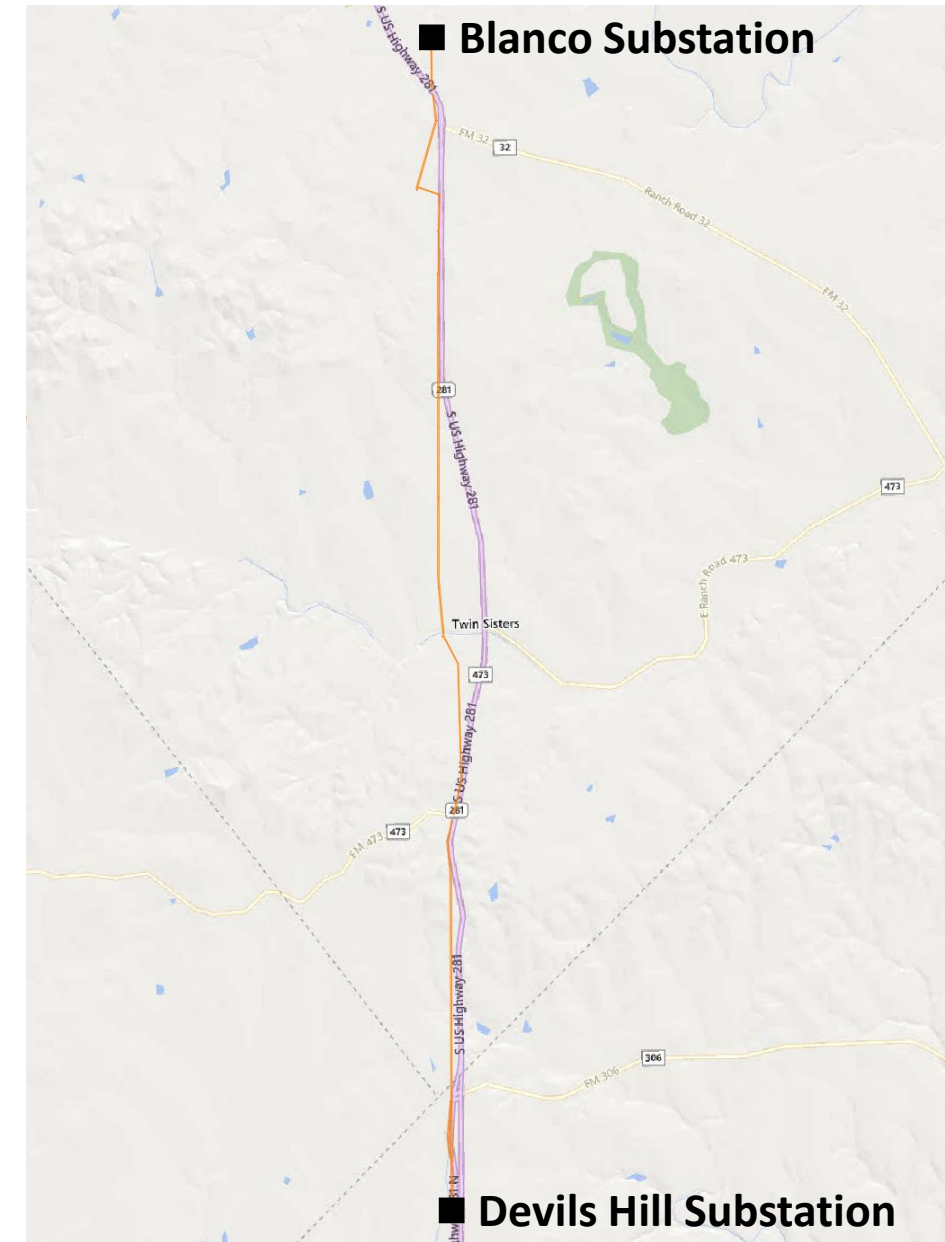 S US Highway 281
Blanco Substation
FM 32
32
Ranch Road 32
FM 32
281
S US Highway 281
473
E Ranch Road 473
Twin Sisters
473
S US Highway 281
281
473
FM 473
S US Highway 281
306
FM 306
Devils Hill Substation